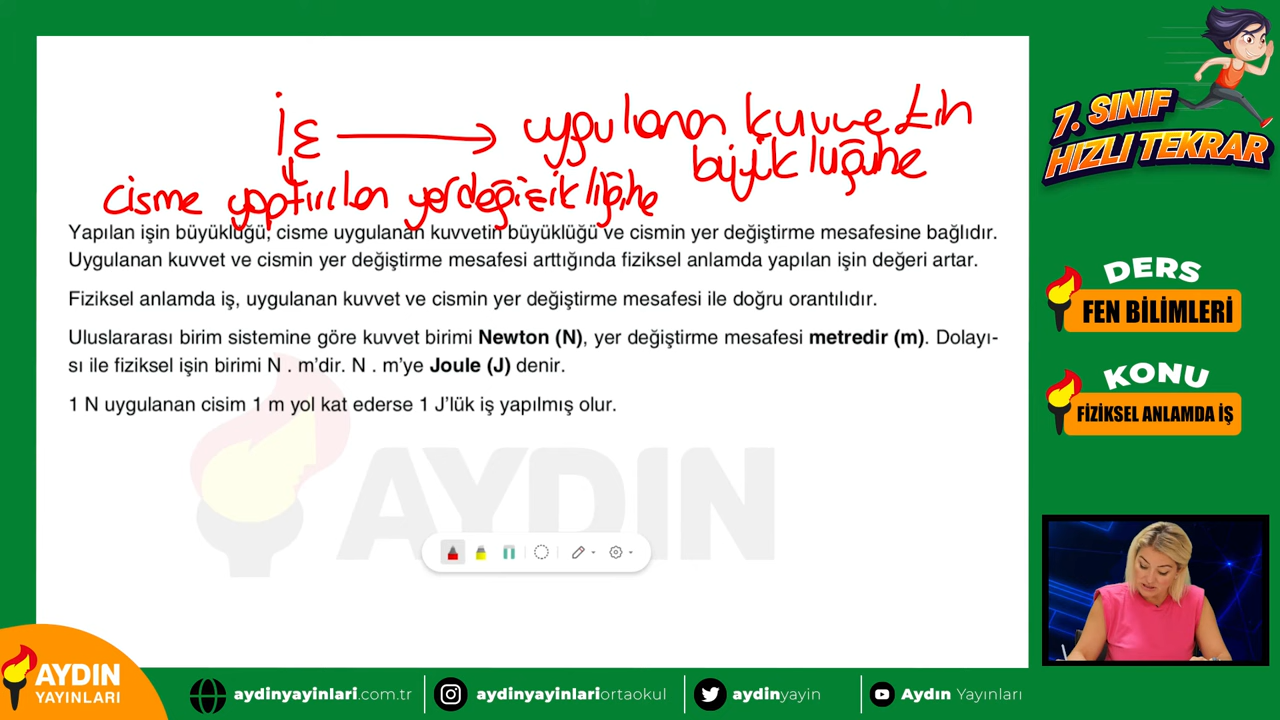 İş → uygulanan kuvvetin
büyüklüğüne
cisme yaptırılan yerdeğişikliğine
Yapılan işin büyüklüğü, cisme uygulanan kuvvetin büyüklüğü ve cismin yer değiştirme mesafesine bağlıdır.
Uygulanan kuvvet ve cismin yer değiştirme mesafesi arttığında fiziksel anlamda yapılan işin değeri artar.
Fiziksel anlamda iş, uygulanan kuvvet ve cismin yer değiştirme mesafesi ile doğru orantılıdır.
Uluslararası birim sistemine göre kuvvet birimi Newton (N), yer değiştirme mesafesi metredir (m). Dolayı-
sı ile fiziksel işin birimi N . m’dir. N . m’ye Joule (J) denir.
1 N uygulanan cisim 1 m yol kat ederse 1 J’lük iş yapılmış olur.
AYDIN
7. SINIF
HIZLI TEKRAR
DERS
FEN BİLİMLERİ
KONU
FİZİKSEL ANLAMDA İŞ
AYDIN
YAYINLARI
aydinyayinlari.com.tr
aydinyayinlariortaokul
aydinyayin
Aydın Yayınları